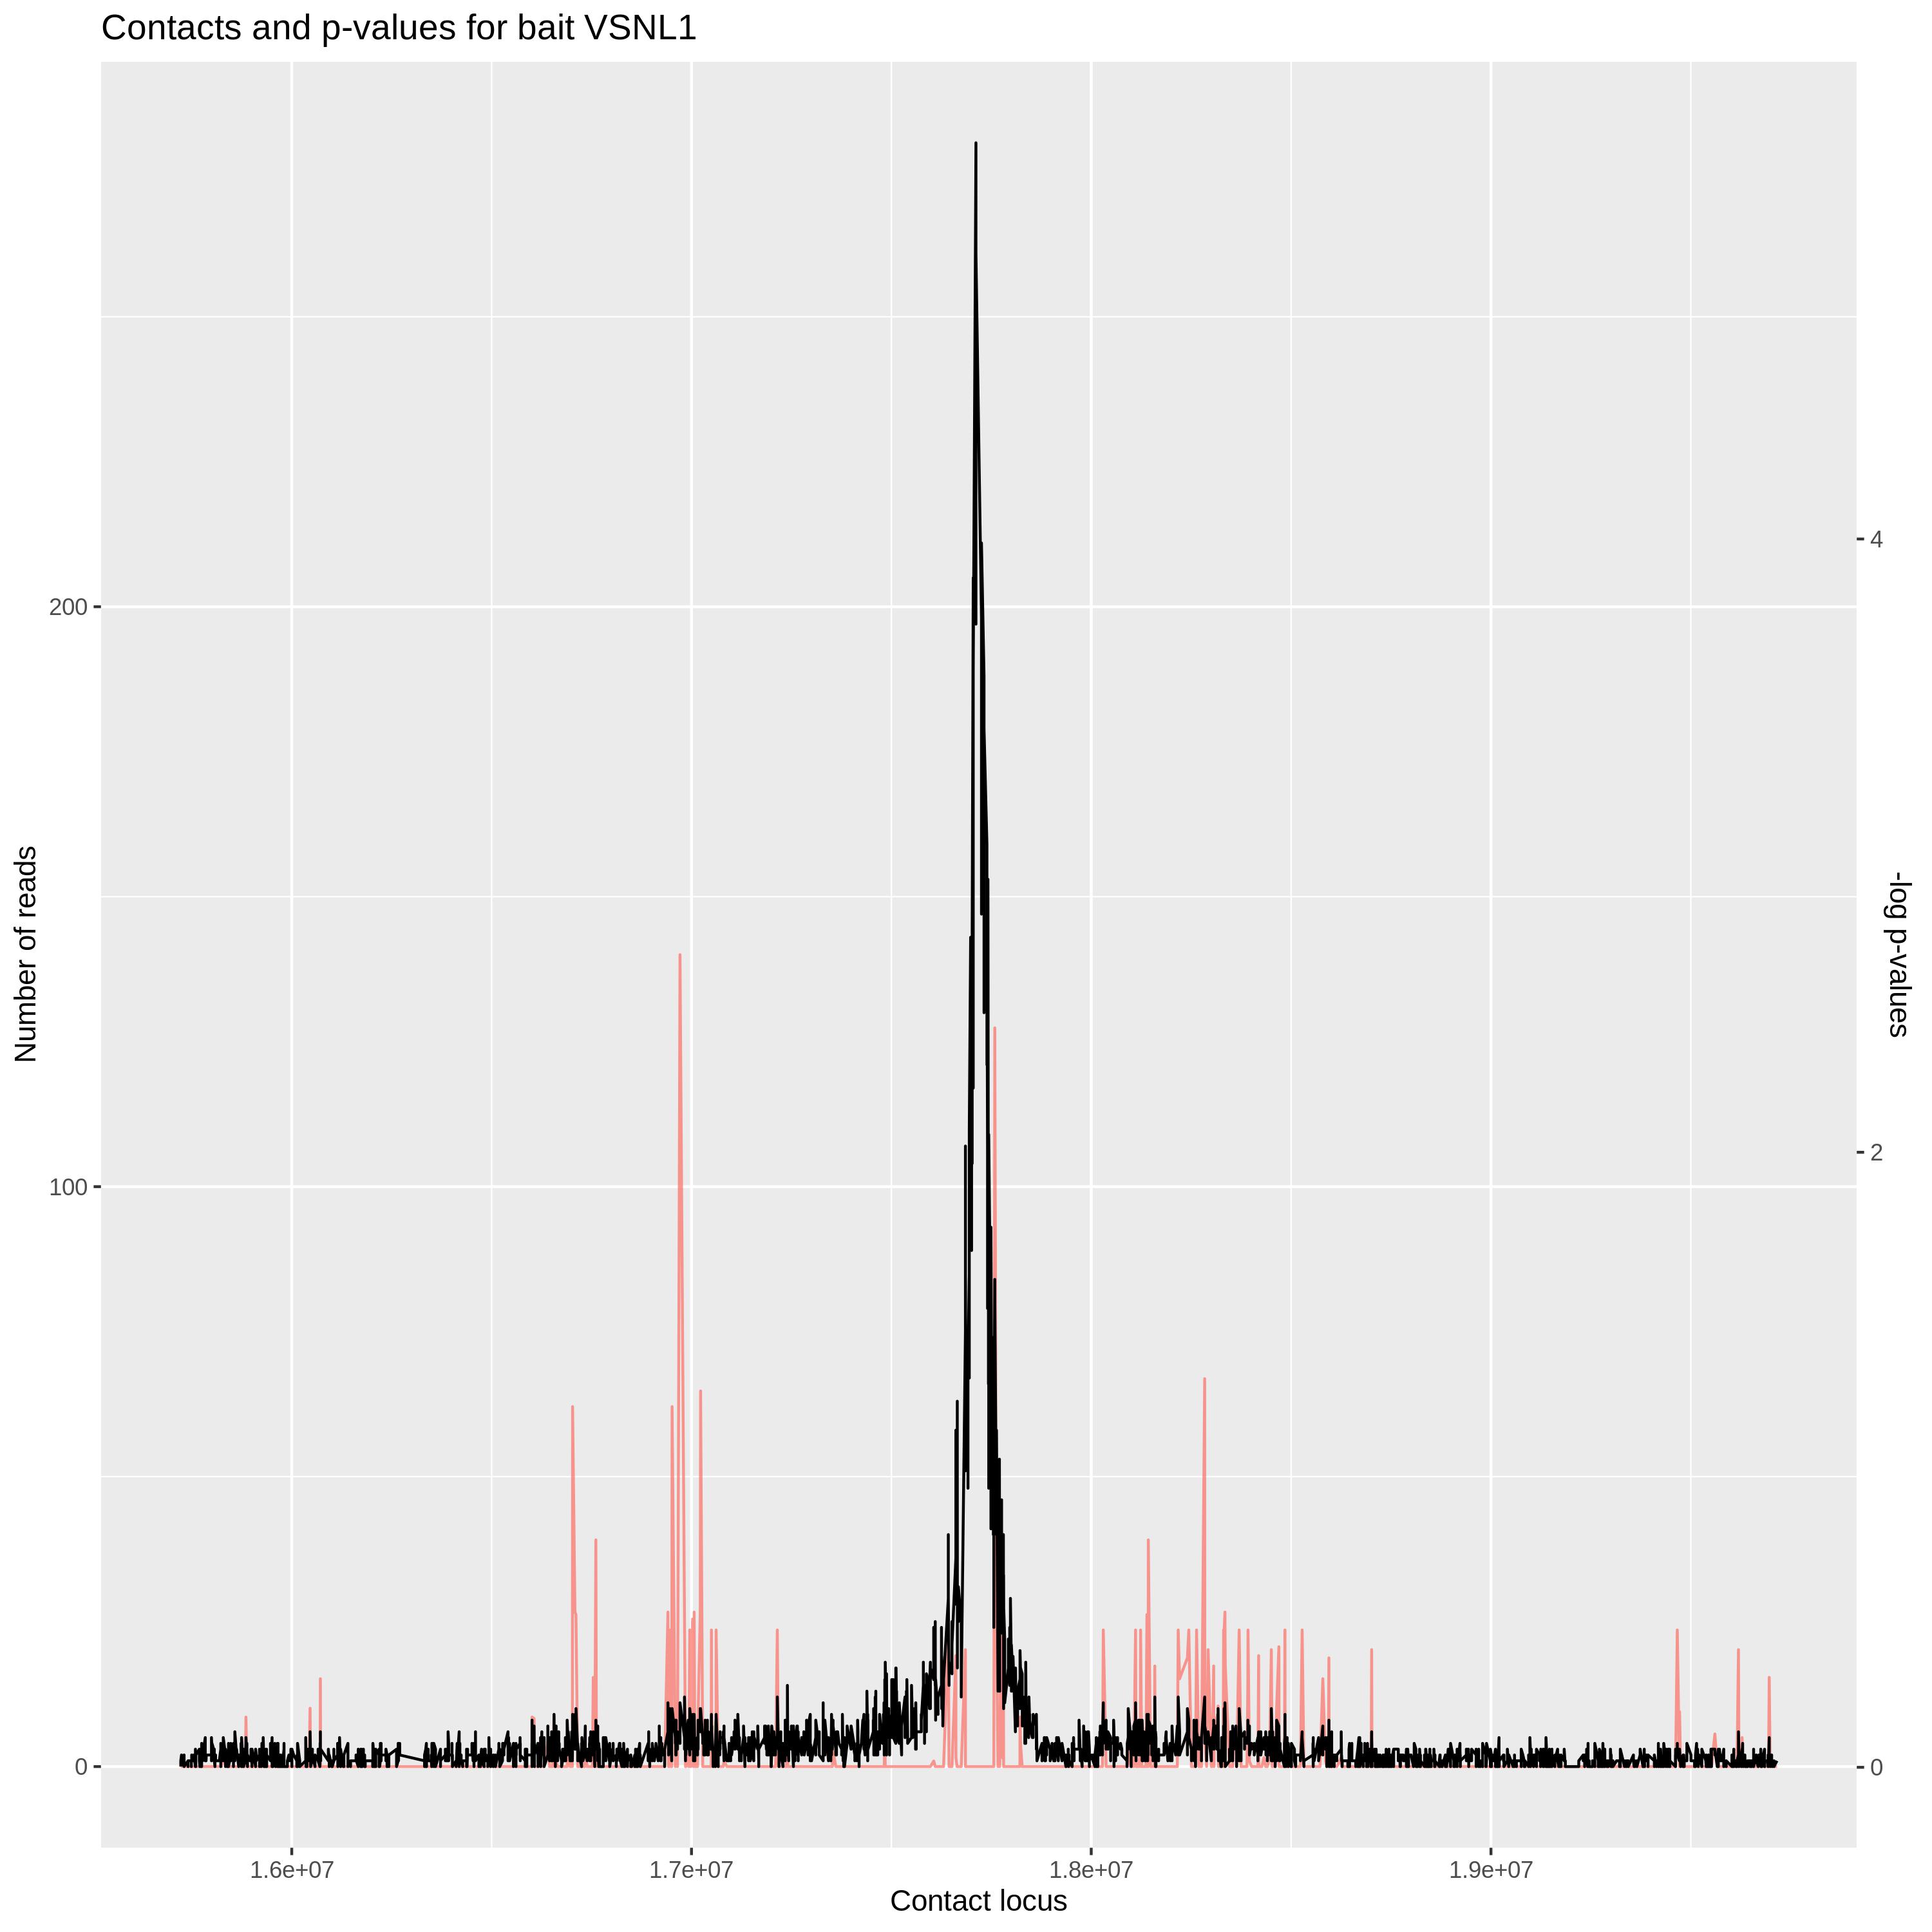 Contacts and p-values for bait VSNL1
Number of reads
200
100
0
4
2
0
-log p-values
1.6e+07 1.7e+07 1.8e+07 1.9e+07
Contact locus